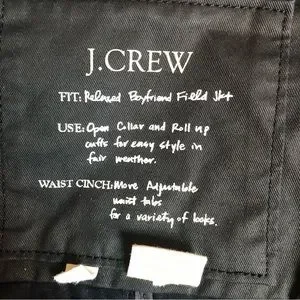 J.CREW
FIT: Relaxed Boyfriend Field Jkt
USE: Open Collar and Roll up
cuffs for easy style in
fair weather.
WAIST CINCH: More Adjustable
waist tabs
for a variety of looks.